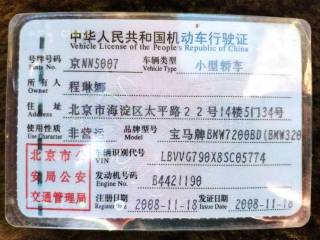 中华人民共和国机动车行驶证
Vehicle License of the People's Republic of China
号牌号码 京NN5007 车辆类型 小型轿车
Plate No. Vehicle Type
所有人 程琳娜
Owner
住址 北京市海淀区太平路22号14楼5门134号
Address
使用性质 非营运 品牌型号 宝马牌BMW7200BD(BMW320
Use Character Model
北京市公 车辆识别代号 LBVVG790X8SC05774
VIN
安局公安 发动机号码 B4421190
Engine No.
交通管理局 注册日期 2008-11-18 发证日期 2008-11-18
Register Date Issue Date